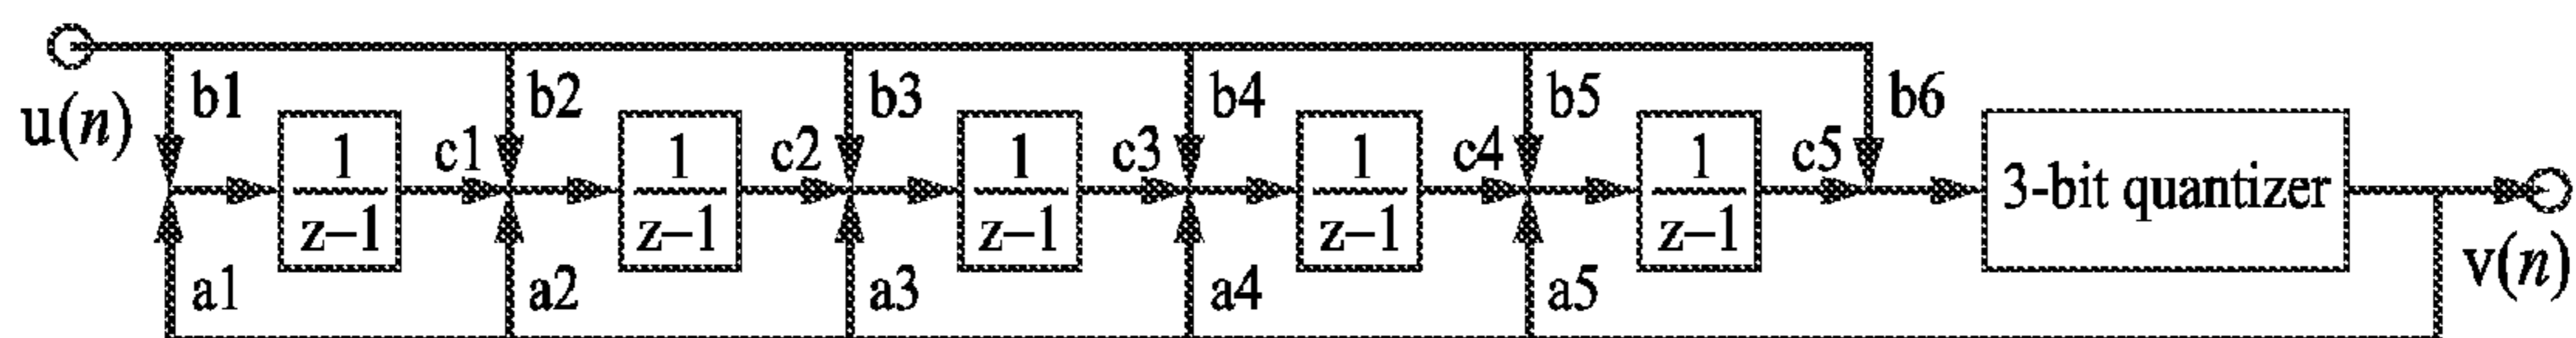 u(n)
b1
b2
b3
b4
b5
b6
1
z−1
c1
1
z−1
c2
1
z−1
c3
1
z−1
c4
1
z−1
c5
3-bit quantizer
a1
a2
a3
a4
a5
v(n)